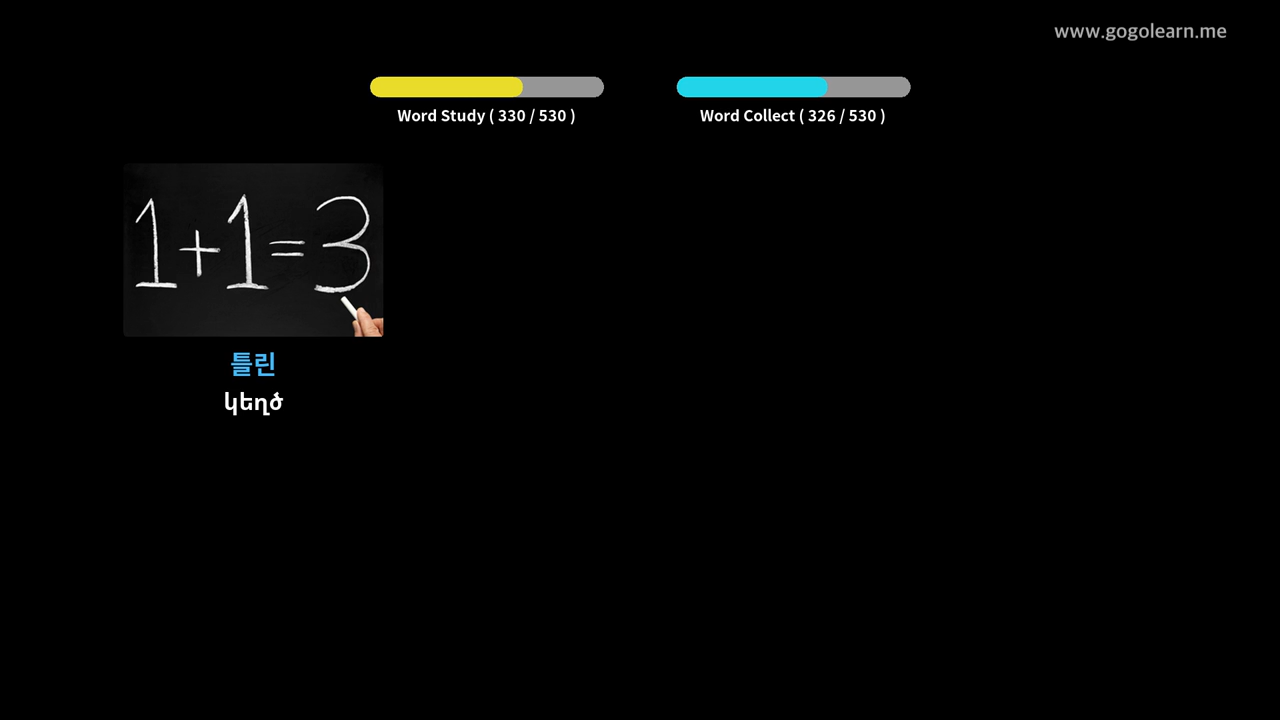 www.gogolearn.me
Word Study ( 330 / 530 )
Word Collect ( 326 / 530 )
1+1=3
틀린
կեղծ